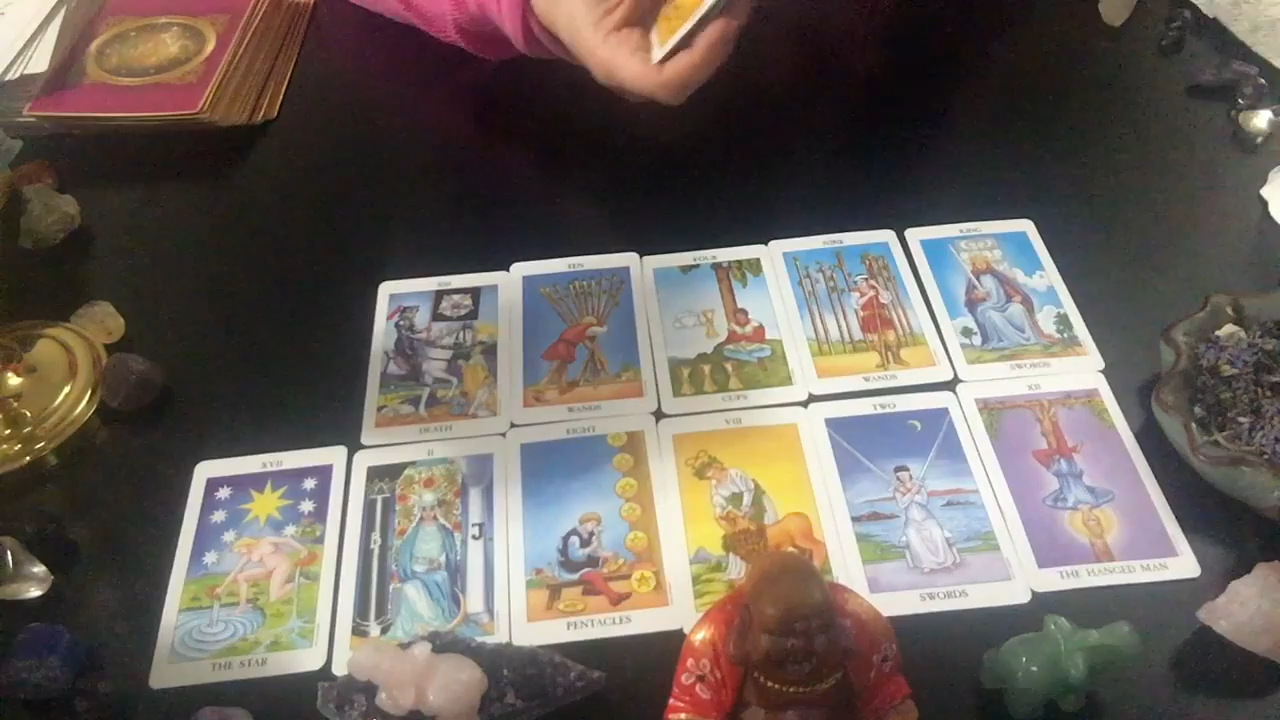 XIII
DEATH
TEN
WANDS
FOUR
CUPS
NINE
WANDS
KING
SWORDS
XVII
THE STAR
II
B
J
EIGHT
PENTACLES
VIII
TWO
SWORDS
XII
THE HANGED MAN